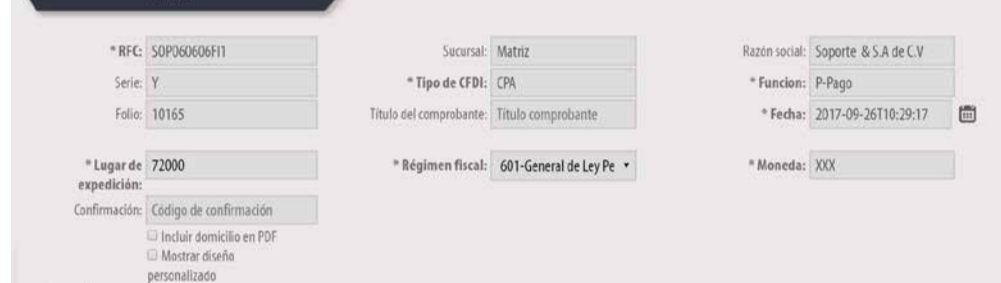 * RFC: SOP060606FI1 Sucursal: Matriz Razón social: Soporte & S.A de C.V
Serie: Y * Tipo de CFDI: CPA * Funcion: P-Pago
Folio: 10165 Título del comprobante: Título comprobante * Fecha: 2017-09-26T10:29:17
* Lugar de expedición: 72000 * Régimen fiscal: 601-General de Ley Pe * Moneda: XXX
Confirmación: Código de confirmación
Incluir domicilio en PDF
Mostrar diseño
personalizado